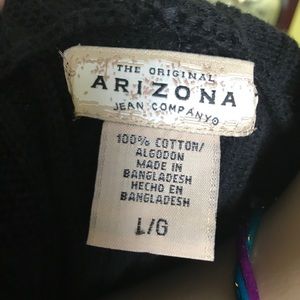 THE ORIGINAL
ARIZONA
JEAN COMPANY®
100% COTTON/
ALGODON
MADE IN
BANGLADESH
HECHO EN
BANGLADESH
L/G